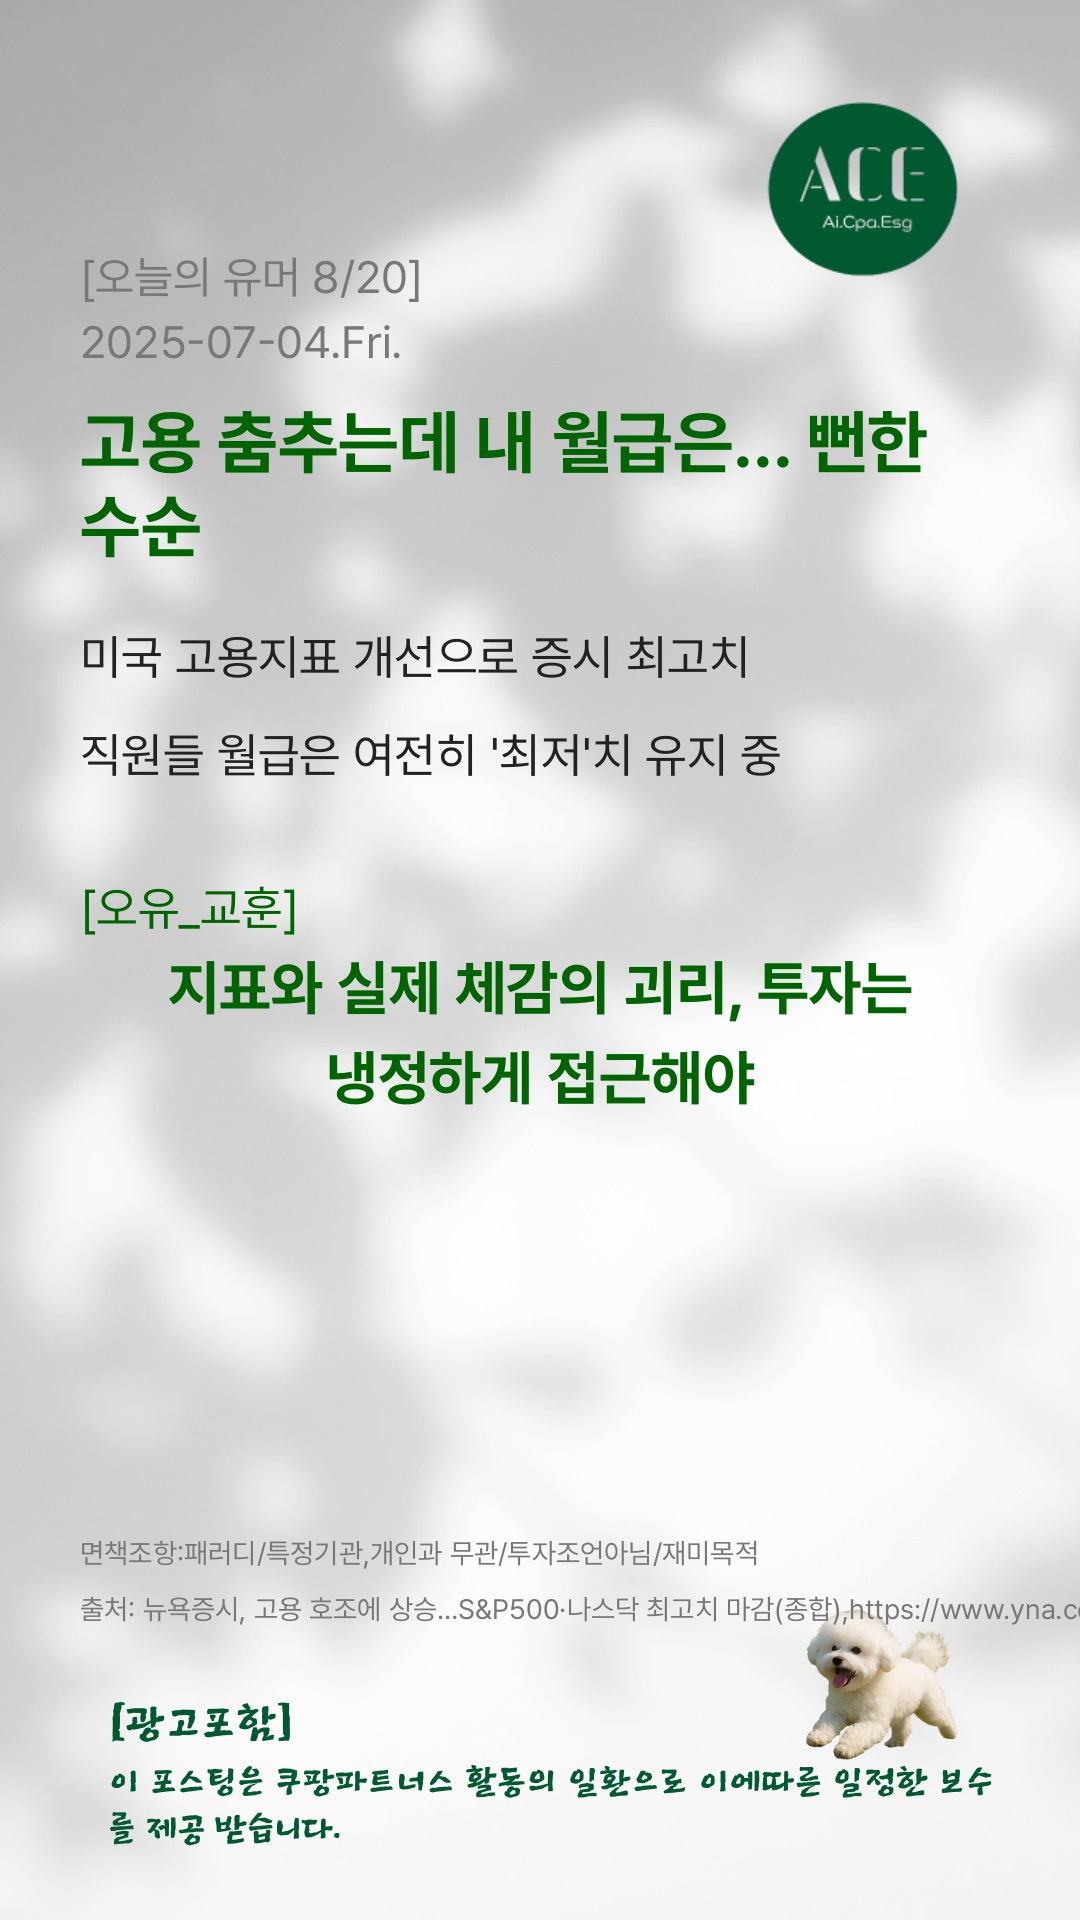 ACE
Ai.Cpa.Esg
[오늘의 유머 8/20]
2025-07-04.Fri.
고용 춤추는데 내 월급은... 뻔한
수순
미국 고용지표 개선으로 증시 최고치
직원들 월급은 여전히 '최저'치 유지 중
[오유_교훈]
지표와 실제 체감의 괴리, 투자는
냉정하게 접근해야
면책조항:패러디/특정기관,개인과 무관/투자조언아님/재미목적
출처: 뉴욕증시, 고용 호조에 상승…S&P500·나스닥 최고치 마감(종합),https://www.yna.c
[광고포함]
이 포스팅은 쿠팡파트너스 활동의 일환으로 이에따른 일정한 보수
를 제공 받습니다.